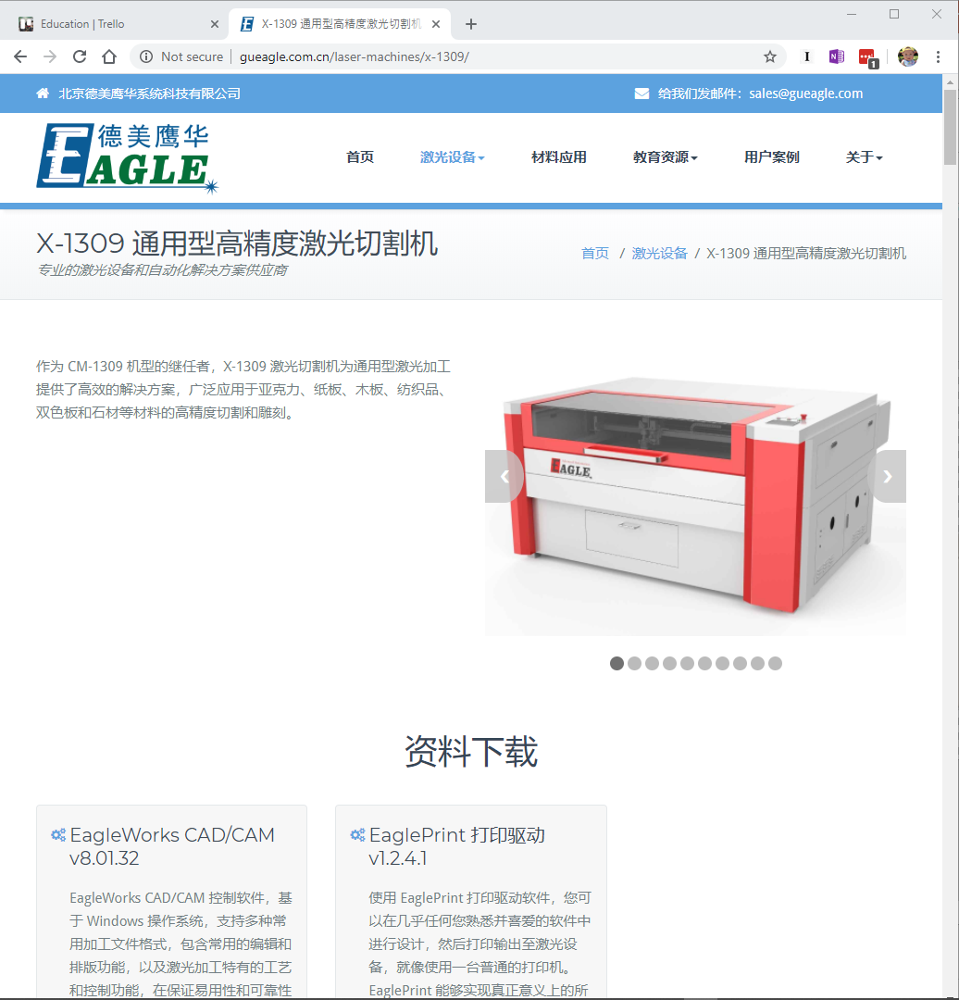 Education | Trello
X-1309 通用型高精度激光切割机
Not secure
gueagle.com.cn/laser-machines/x-1309/
1
北京德美鹰华系统科技有限公司
给我们发邮件：sales@gueagle.com
德美鹰华
EAGLE
首页
激光设备
材料应用
教育资源
用户案例
关于
X-1309 通用型高精度激光切割机
专业的激光设备和自动化解决方案供应商
首页 / 激光设备 / X-1309 通用型高精度激光切割机
作为 CM-1309 机型的继任者，X-1309 激光切割机为通用型激光加工
提供了高效的解决方案，广泛应用于亚克力、纸板、木板、纺织品、
双色板和石材等材料的高精度切割和雕刻。
EAGLE
资料下载
EagleWorks CAD/CAM
v8.01.32
EagleWorks CAD/CAM 控制软件，基
于 Windows 操作系统，支持多种常
用加工文件格式，包含常用的编辑和
排版功能，以及激光加工特有的工艺
和控制功能，在保证易用性和可靠性
EaglePrint 打印驱动
v1.2.4.1
使用 EaglePrint 打印驱动软件，您可
以在几乎任何您熟悉并喜爱的软件中
进行设计，然后打印输出至激光设
备，就像使用一台普通的打印机。
EaglePrint 能够实现真正意义上的所